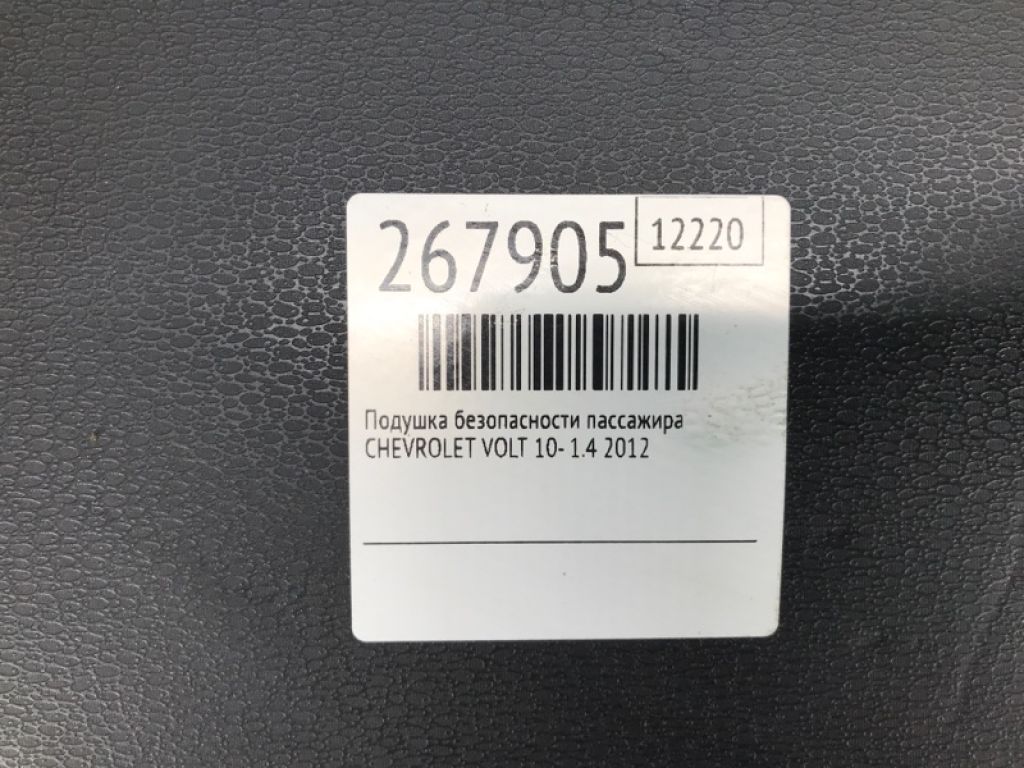 267905
12220
Подушка безопасности пассажира
CHEVROLET VOLT 10- 1.4 2012